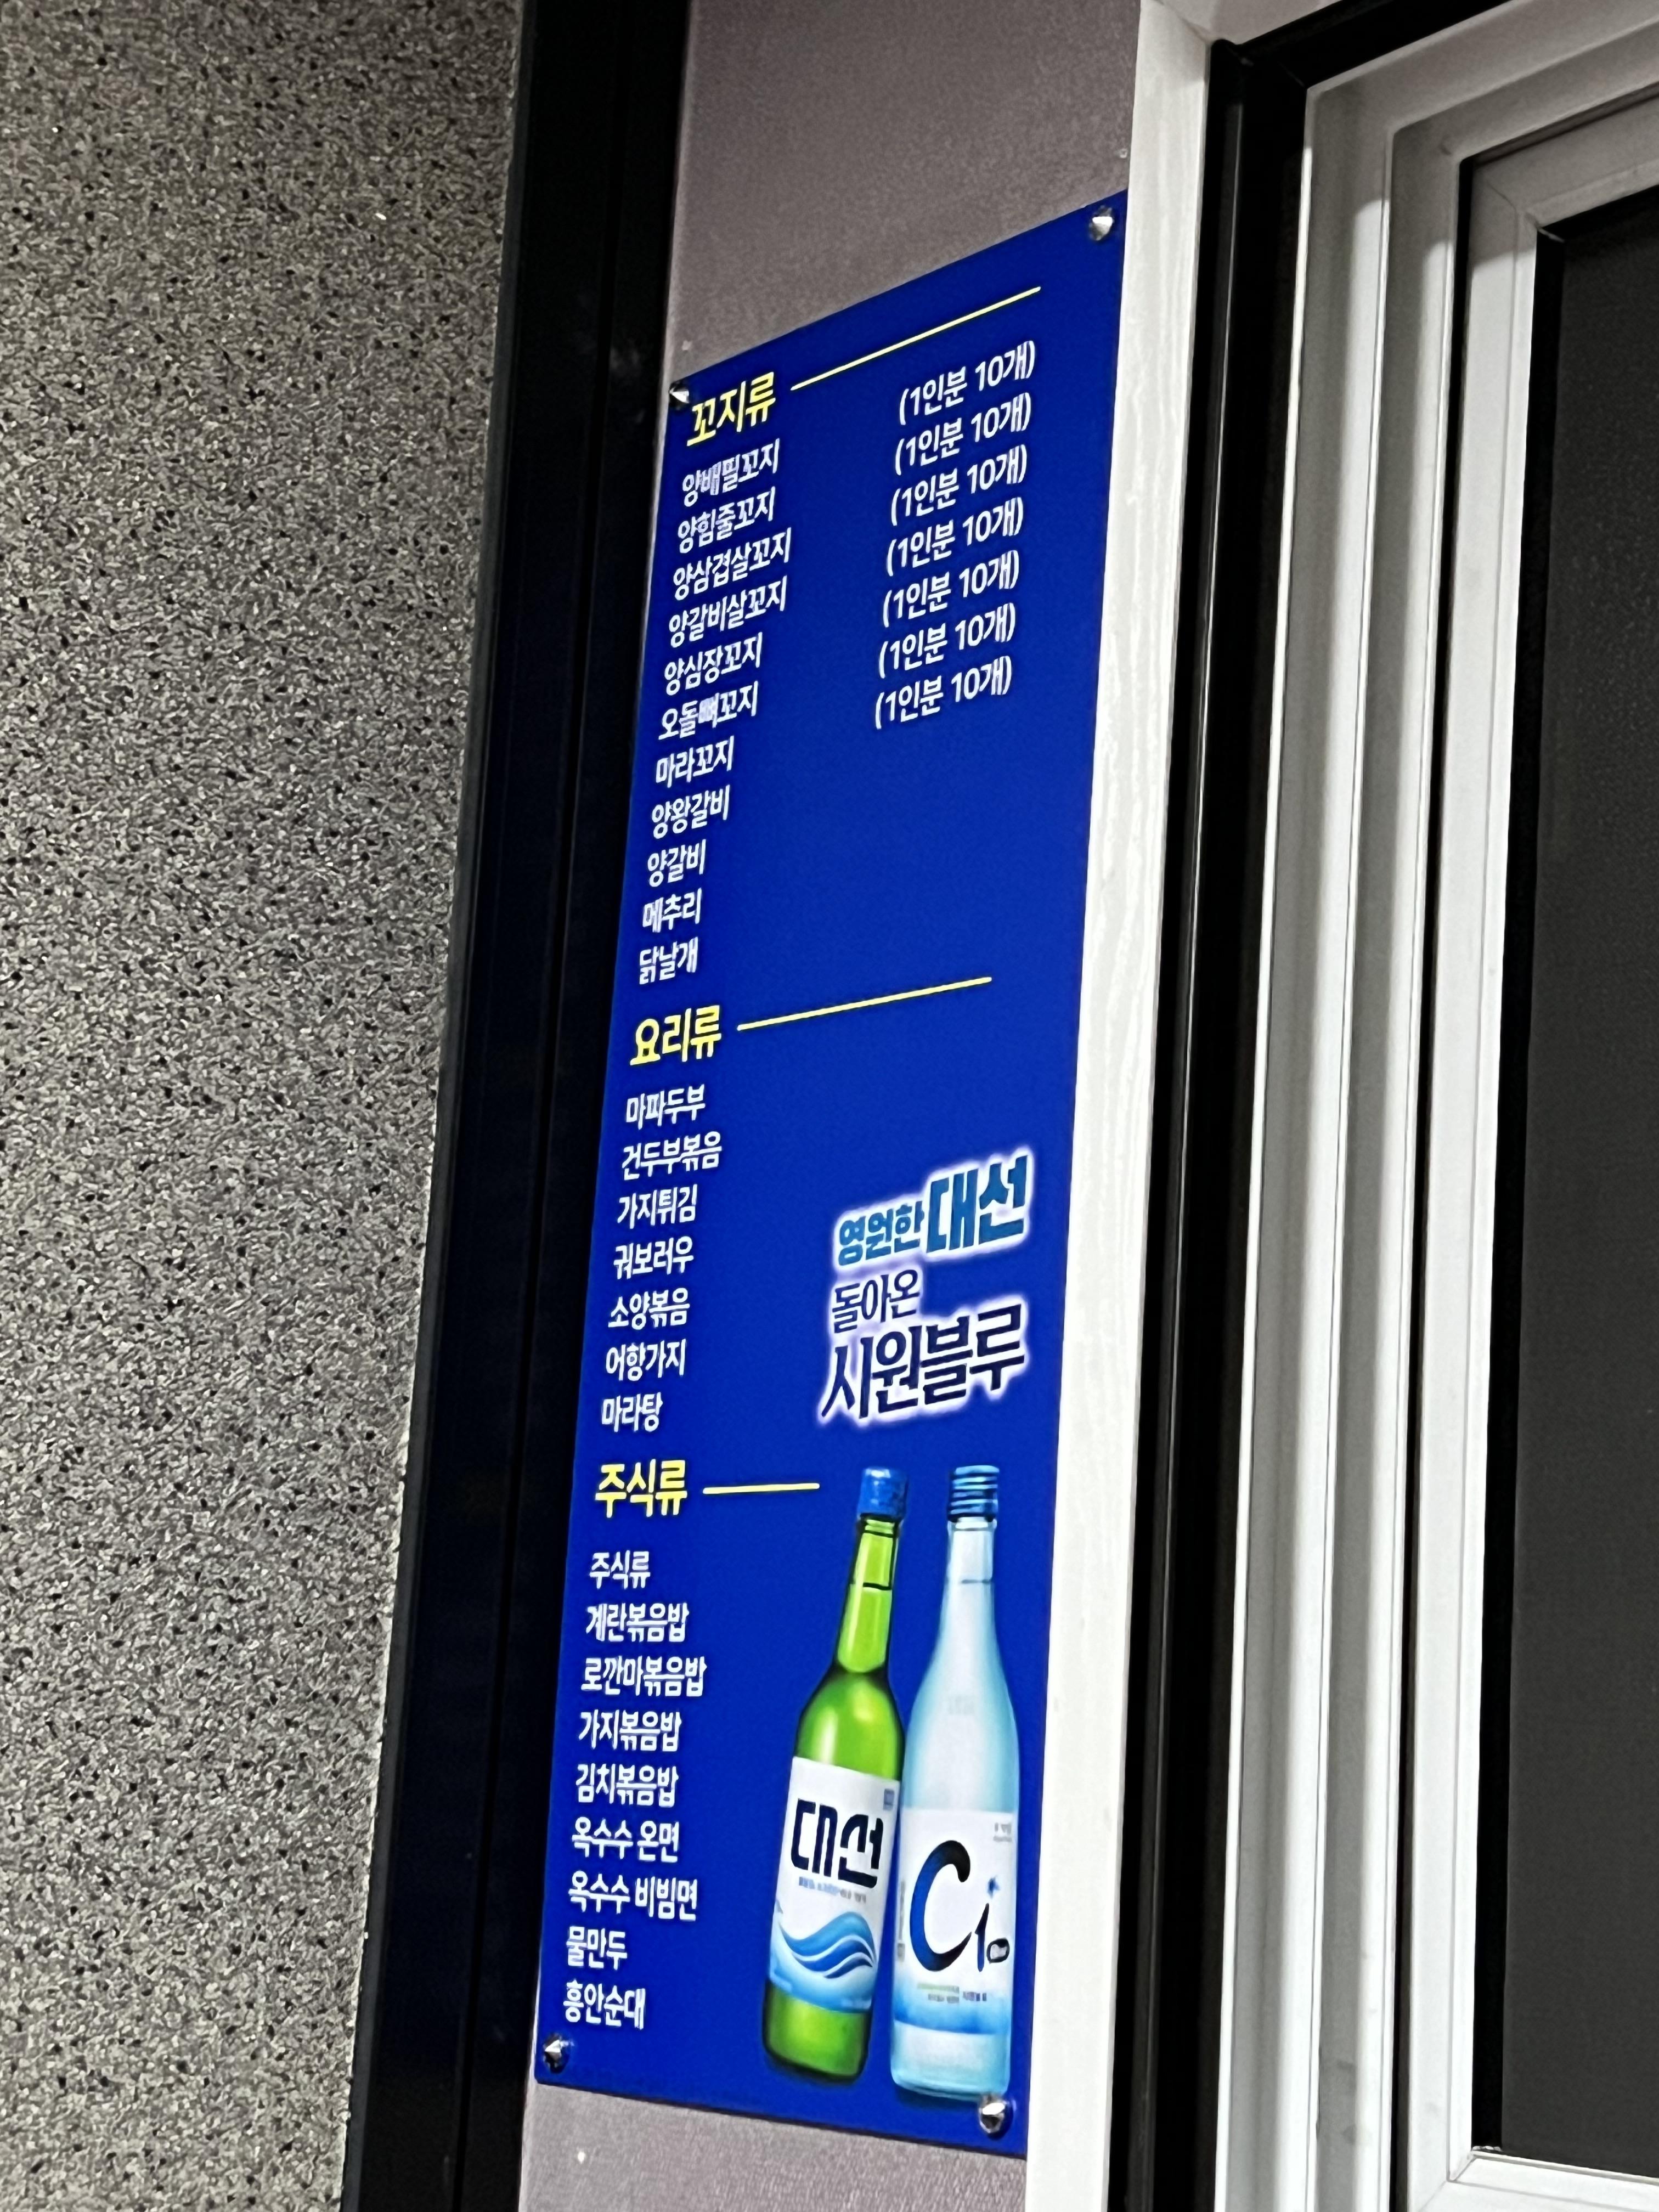 꼬지류
양배필꼬지 (1인분 10개)
양힘줄꼬지 (1인분 10개)
양삼겹살꼬지 (1인분 10개)
양갈비살꼬지 (1인분 10개)
양심장꼬지 (1인분 10개)
오돌뼈꼬지 (1인분 10개)
마라꼬지 (1인분 10개)
양왕갈비
양갈비
메추리
닭날개
요리류
마파두부
건두부볶음
가지튀김
궈보러우
소양볶음
어향가지
마라탕
영원한 대선
돌아온
시원블루
주식류
주식류
계란볶음밥
로깐마볶음밥
가지볶음밥
김치볶음밥
옥수수 온면
옥수수 비빔면
물만두
흥안순대
대선
C1